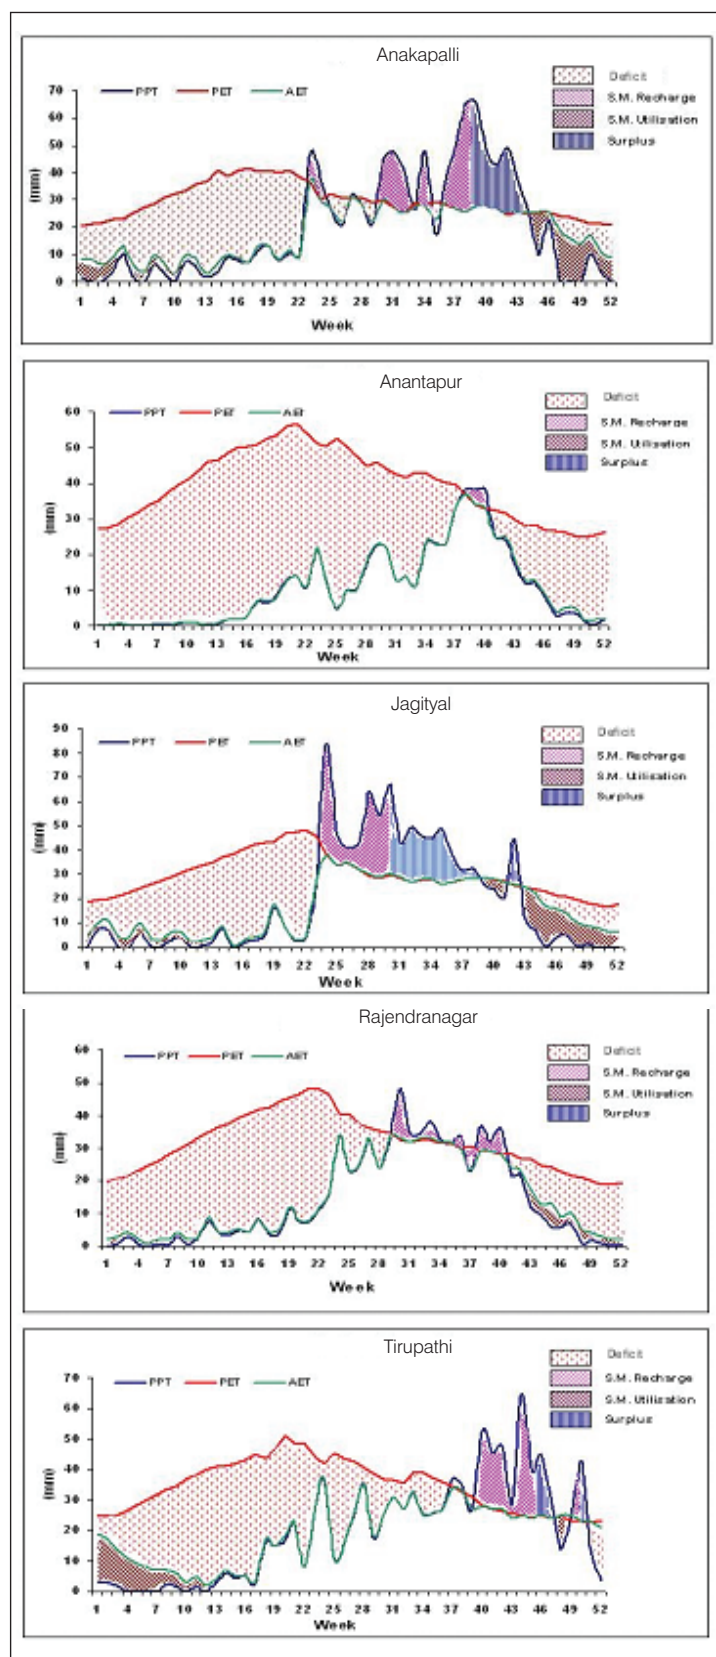 Anakapalli
Deficit
S.M. Recharge
S.M. Utilisation
Surplus
PPT PET AET
(mm)
70
60
50
40
30
20
10
0
1 4 7 10 13 16 19 22 25 28 31 34 37 40 43 46 49 52
Week
Anantapur
Deficit
S.M. Recharge
S.M. Utilisation
Surplus
PPT PET AET
(mm)
60
50
40
30
20
10
0
1 4 7 10 13 16 19 22 25 28 31 34 37 40 43 46 49 52
Week
Jagityal
Deficit
S.M. Recharge
S.M. Utilisation
Surplus
PPT PET AET
(mm)
90
80
70
60
50
40
30
20
10
0
1 4 7 10 13 16 19 22 25 28 31 34 37 40 43 46 49 52
Week
Rajendranagar
Deficit
S.M. Recharge
S.M. Utilisation
Surplus
PPT PET AET
(mm)
60
50
40
30
20
10
0
1 4 7 10 13 16 19 22 25 28 31 34 37 40 43 46 49 52
Week
Tirupathi
Deficit
S.M. Recharge
S.M. Utilisation
Surplus
PPT PET AET
(mm)
70
60
50
40
30
20
10
0
1 4 7 10 13 16 19 22 25 28 31 34 37 40 43 46 49 52
Week